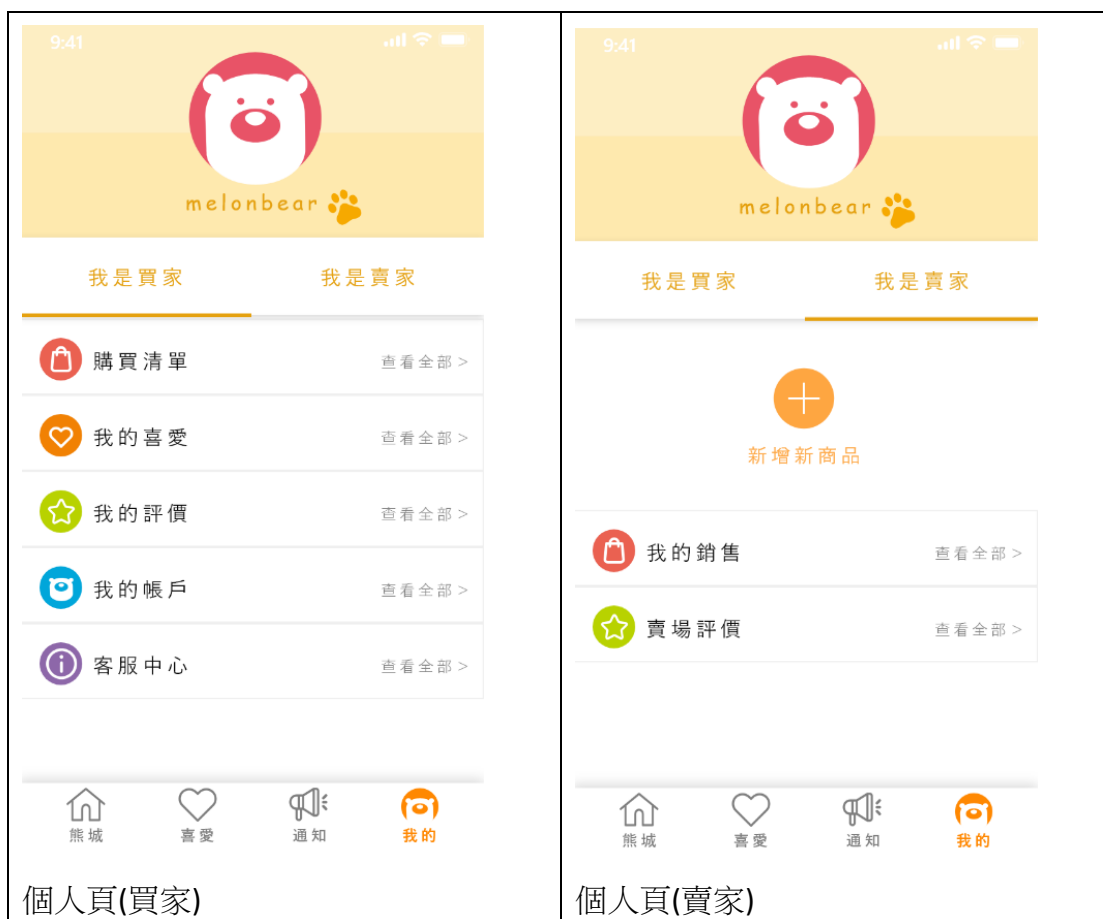 9:41
melonbear
我是買家 我是賣家
購買清單 查看全部 >
我的喜愛 查看全部 >
我的評價 查看全部 >
我的帳戶 查看全部 >
客服中心 查看全部 >
熊城 喜愛 通知 我的
個人頁(買家)
9:41
melonbear
我是買家 我是賣家
新增新商品
我的銷售 查看全部 >
賣場評價 查看全部 >
熊城 喜愛 通知 我的
個人頁(賣家)